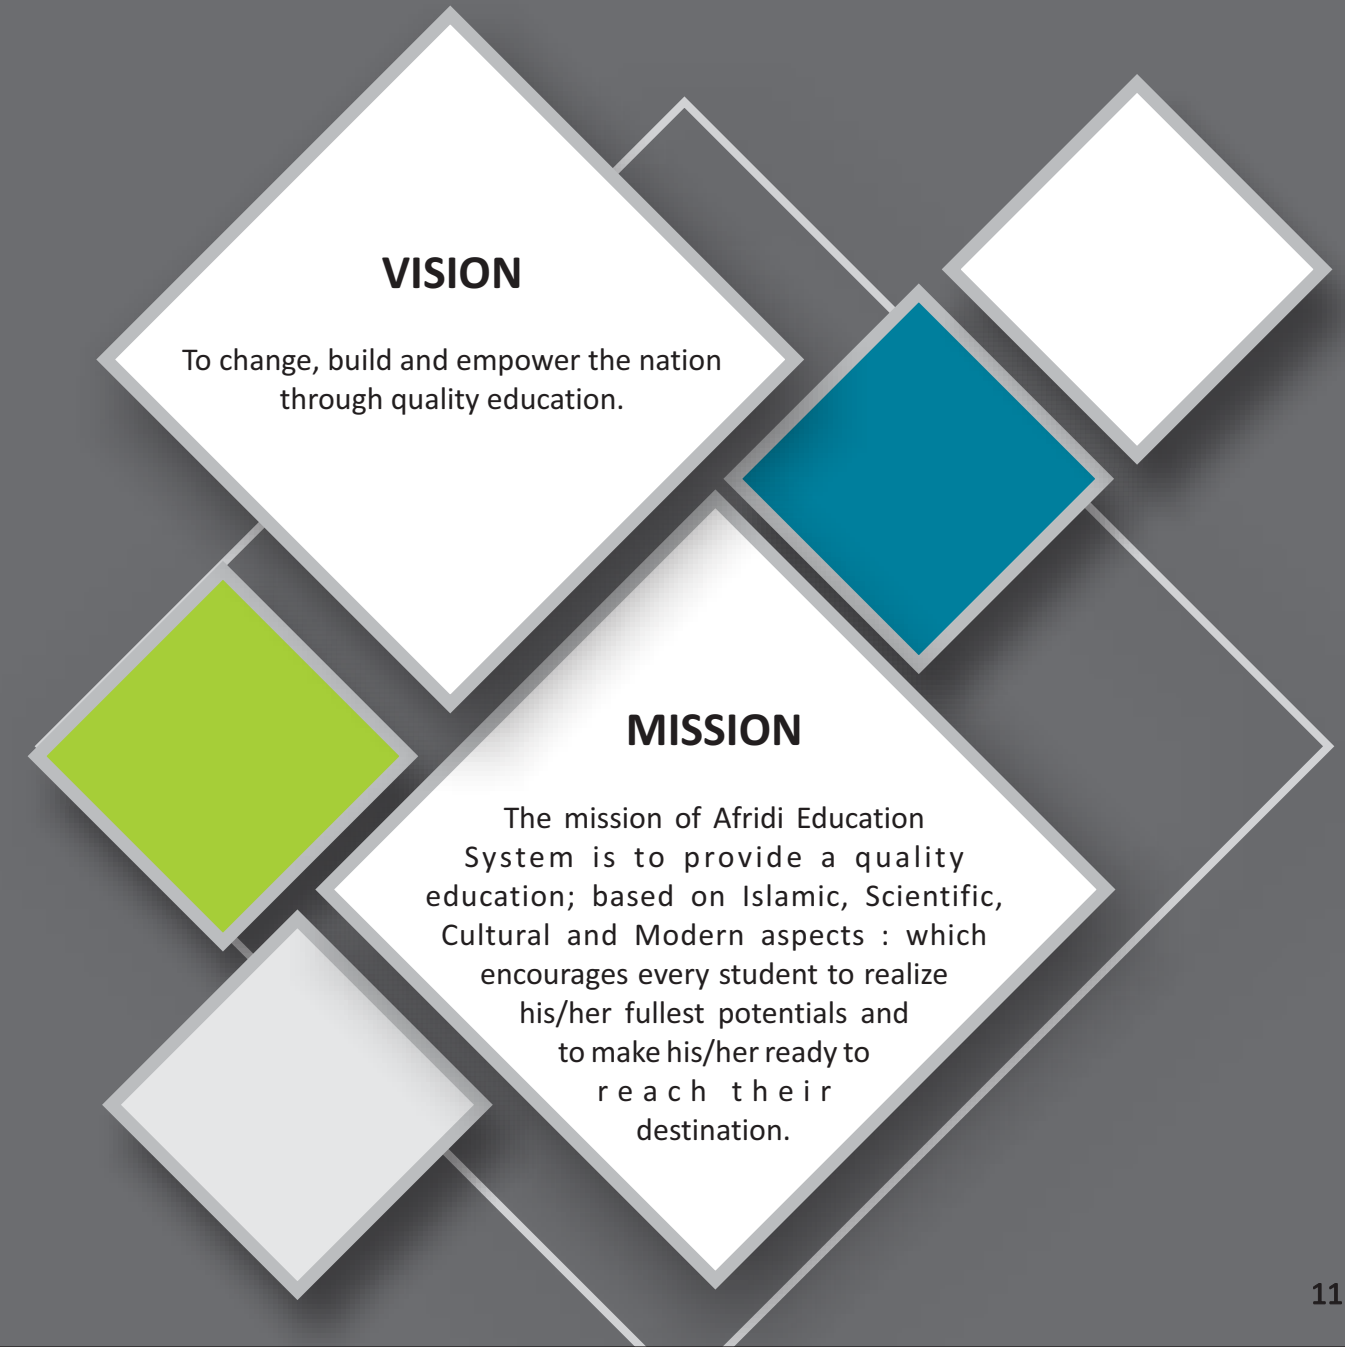 VISION
To change, build and empower the nation
through quality education.
MISSION
The mission of Afridi Education
System is to provide a quality
education; based on Islamic, Scientific,
Cultural and Modern aspects : which
encourages every student to realize
his/her fullest potentials and
to make his/her ready to
reach their
destination.
11